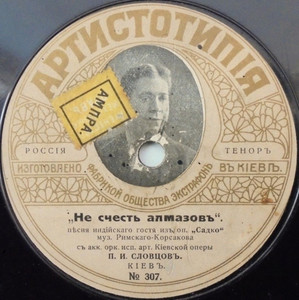 АРТИСТОТИПІЯ
АМПРА.
РОССІЯ
ТЕНОРЪ
ИЗГОТОВЛЕНО
ФАБРИКОЙ ОБЩЕСТВА ЭКСТРАФОНЪ
ВЪ КІЕВѢ.
„Не счесть алмазовъ“.
пѣсня индійскаго гостя изъ оп. „Садко“
муз. Римскаго-Корсакова
съ акк. орк. исп. арт. Кіевской оперы
П. И. СЛОВЦОВЪ.
КІЕВЪ.
№ 307.